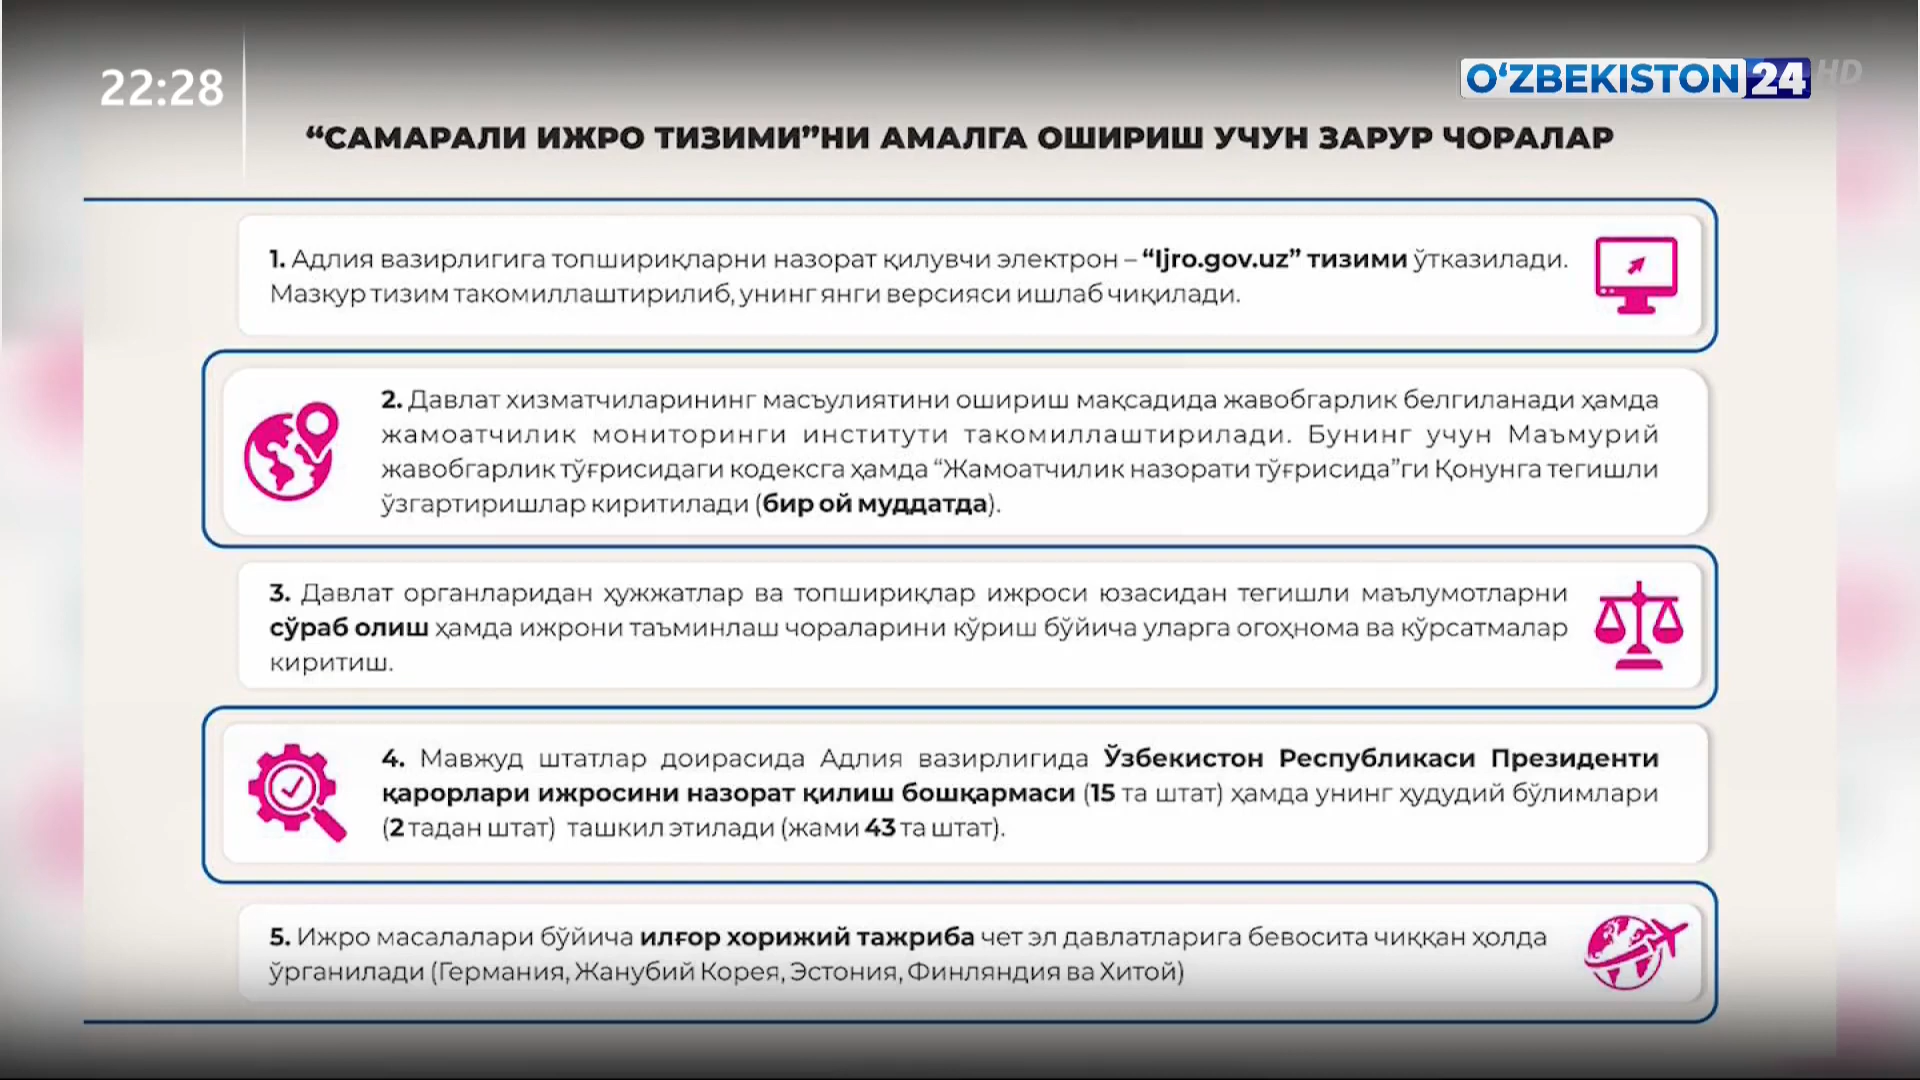 22:28
O‘ZBEKISTON 24 HD
“САМАРАЛИ ИЖРО ТИЗИМИ”НИ АМАЛГА ОШИРИШ УЧУН ЗАРУР ЧОРАЛАР
1. Адлия вазирлигига топшириқларни назорат қилувчи электрон – “Ijro.gov.uz” тизими ўтказилади.
Мазкур тизим такомиллаштирилиб, унинг янги версияси ишлаб чиқилади.
2. Давлат хизматчиларининг масъулиятини ошириш мақсадида жавобгарлик белгиланади ҳамда
жамоатчилик мониторинги институти такомиллаштирилади. Бунинг учун Маъмурий
жавобгарлик тўғрисидаги кодексга ҳамда “Жамоатчилик назорати тўғрисида”ги Қонунга тегишли
ўзгартиришлар киритилади (бир ой муддатда).
3. Давлат органларидан ҳужжатлар ва топшириқлар ижроси юзасидан тегишли маълумотларни
сўраб олиш ҳамда ижрони таъминлаш чораларини кўриш бўйича уларга огоҳнома ва кўрсатмалар
киритиш.
4. Мавжуд штатлар доирасида Адлия вазирлигида Ўзбекистон Республикаси Президенти
қарорлари ижросини назорат қилиш бошқармаси (15 та штат) ҳамда унинг ҳудудий бўлимлари
(2 тадан штат) ташкил этилади (жами 43 та штат).
5. Ижро масалалари бўйича илғор хорижий тажриба чет эл давлатларига бевосита чиққан ҳолда
ўрганилади (Германия, Жанубий Корея, Эстония, Финляндия ва Хитой)